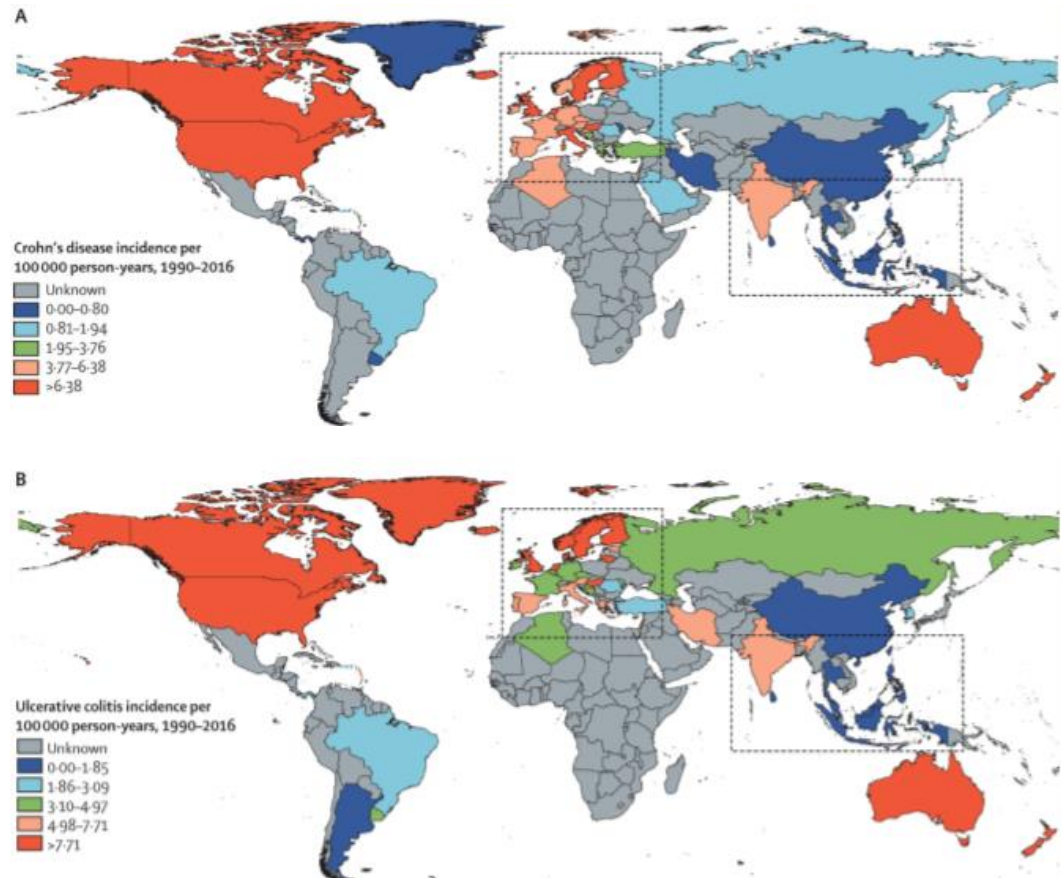 A
Crohn's disease incidence per
100 000 person-years, 1990–2016
Unknown
0·00–0·80
0·81–1·94
1·95–3·76
3·77–6·38
>6·38
B
Ulcerative colitis incidence per
100 000 person-years, 1990–2016
Unknown
0·00–1·85
1·86–3·09
3·10–4·97
4·98–7·71
>7·71